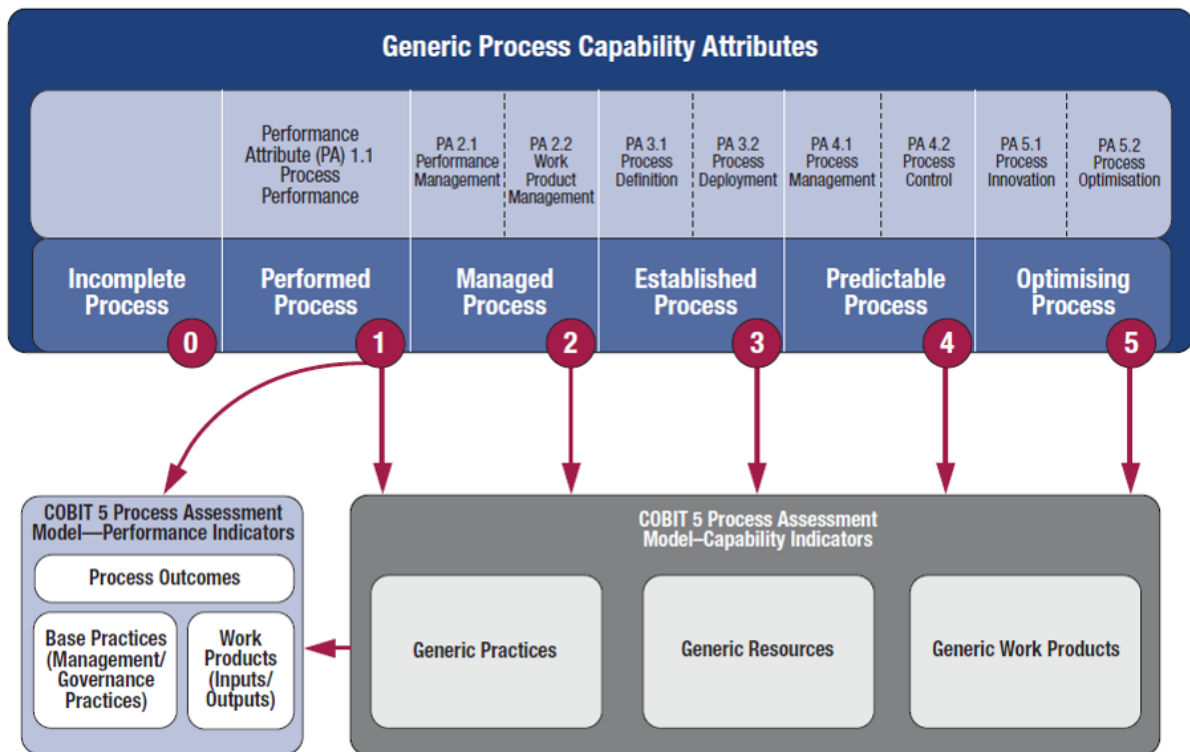 Generic Process Capability Attributes
Performance
Attribute (PA) 1.1
Process
Performance
PA 2.1
Performance
Management
PA 2.2
Work
Product
Management
PA 3.1
Process
Definition
PA 3.2
Process
Deployment
PA 4.1
Process
Management
PA 4.2
Process
Control
PA 5.1
Process
Innovation
PA 5.2
Process
Optimisation
Incomplete
Process
0
Performed
Process
1
Managed
Process
2
Established
Process
3
Predictable
Process
4
Optimising
Process
5
COBIT 5 Process Assessment
Model—Performance Indicators
Process Outcomes
Base Practices
(Management/
Governance
Practices)
Work
Products
(Inputs/
Outputs)
COBIT 5 Process Assessment
Model–Capability Indicators
Generic Practices
Generic Resources
Generic Work Products